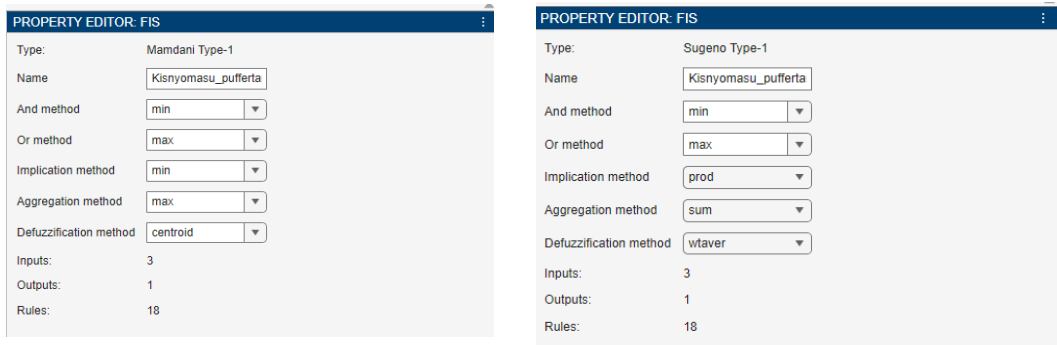 PROPERTY EDITOR: FIS
Type: Mamdani Type-1
Name Kisnyomasu_pufferta
And method min
Or method max
Implication method min
Aggregation method max
Defuzzification method centroid
Inputs: 3
Outputs: 1
Rules: 18
PROPERTY EDITOR: FIS
Type: Sugeno Type-1
Name Kisnyomasu_pufferta
And method min
Or method max
Implication method prod
Aggregation method sum
Defuzzification method wtaver
Inputs: 3
Outputs: 1
Rules: 18